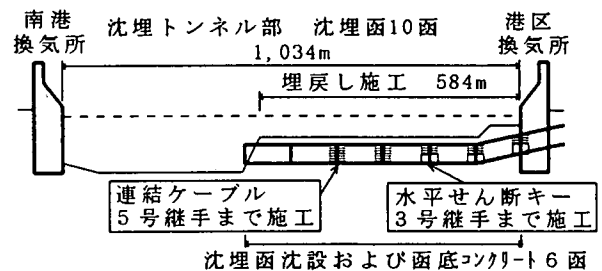 南港
換気所
沈埋トンネル部 沈埋函10函
1,034m
港区
換気所
埋戻し施工 584m
連結ケーブル
5号継手まで施工
水平せん断キー
3号継手まで施工
沈埋函沈設および函底コンクリート6函